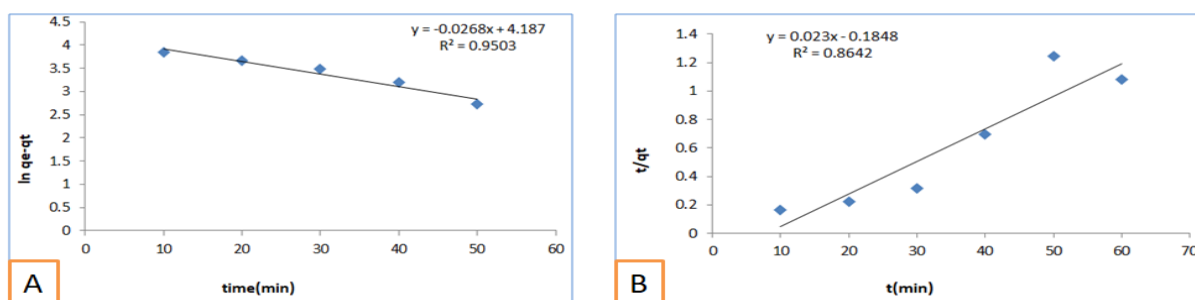 4.5
4
3.5
3
2.5
2
1.5
1
0.5
0
ln qe-qt
y = -0.0268x + 4.187
R² = 0.9503
0 10 20 30 40 50 60
time(min)
A
1.4
1.2
1
0.8
0.6
0.4
0.2
0
t/qt
y = 0.023x - 0.1848
R² = 0.8642
0 10 20 30 40 50 60 70
t(min)
B